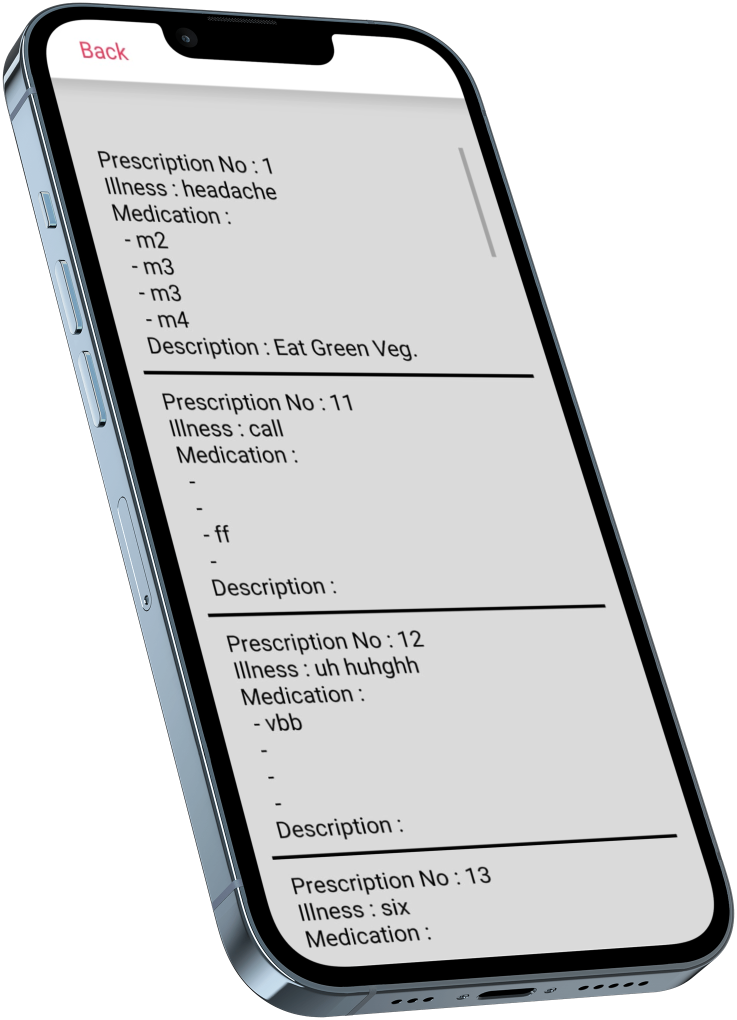 Back
Prescription No : 1
Illness : headache
Medication :
- m2
- m3
- m3
- m4
Description : Eat Green Veg.
Prescription No : 11
Illness : call
Medication :
-
-
- ff
-
Description :
Prescription No : 12
Illness : uh huhghh
Medication :
- vbb
-
-
-
Description :
Prescription No : 13
Illness : six
Medication :